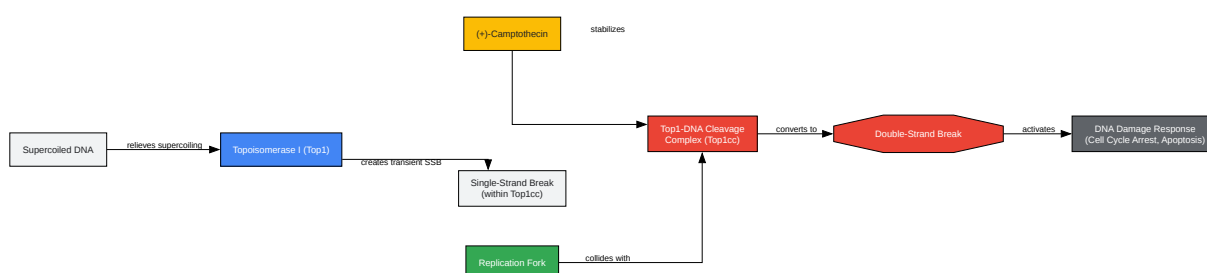 (+)-Camptothecin
stabilizes
Supercoiled DNA
relieves supercoiling
Topoisomerase I (Top1)
creates transient SSB
Single-Strand Break
(within Top1cc)
Top1-DNA Cleavage
Complex (Top1cc)
converts to
Double-Strand Break
activates
DNA Damage Response
(Cell Cycle Arrest, Apoptosis)
Replication Fork
collides with